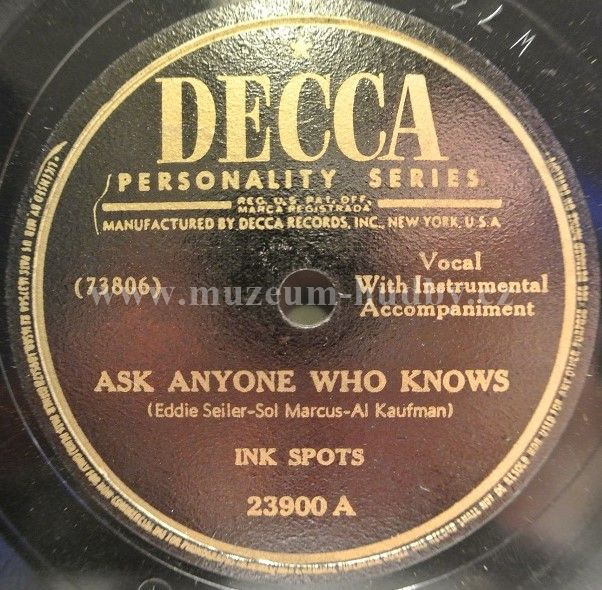 DECCA
PERSONALITY SERIES
REG. U.S. PAT. OFF.
MARCA REGISTRADA
MANUFACTURED BY DECCA RECORDS, INC., NEW YORK, U.S.A.
(73806)
Vocal
With Instrumental
Accompaniment
www.muzeum-hudby.cz
ASK ANYONE WHO KNOWS
(Eddie Seiler-Sol Marcus-Al Kaufman)
INK SPOTS
23900 A